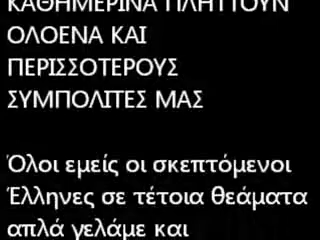 ΚΑΘΗΜΕΡΙΝΑ ΠΛΗΤΤΟΥΝ
ΟΛΟΕΝΑ ΚΑΙ
ΠΕΡΙΣΣΟΤΕΡΟΥΣ
ΣΥΜΠΟΛΙΤΕΣ ΜΑΣ
Όλοι εμείς οι σκεπτόμενοι
Έλληνες σε τέτοια θεάματα
απλά γελάμε και